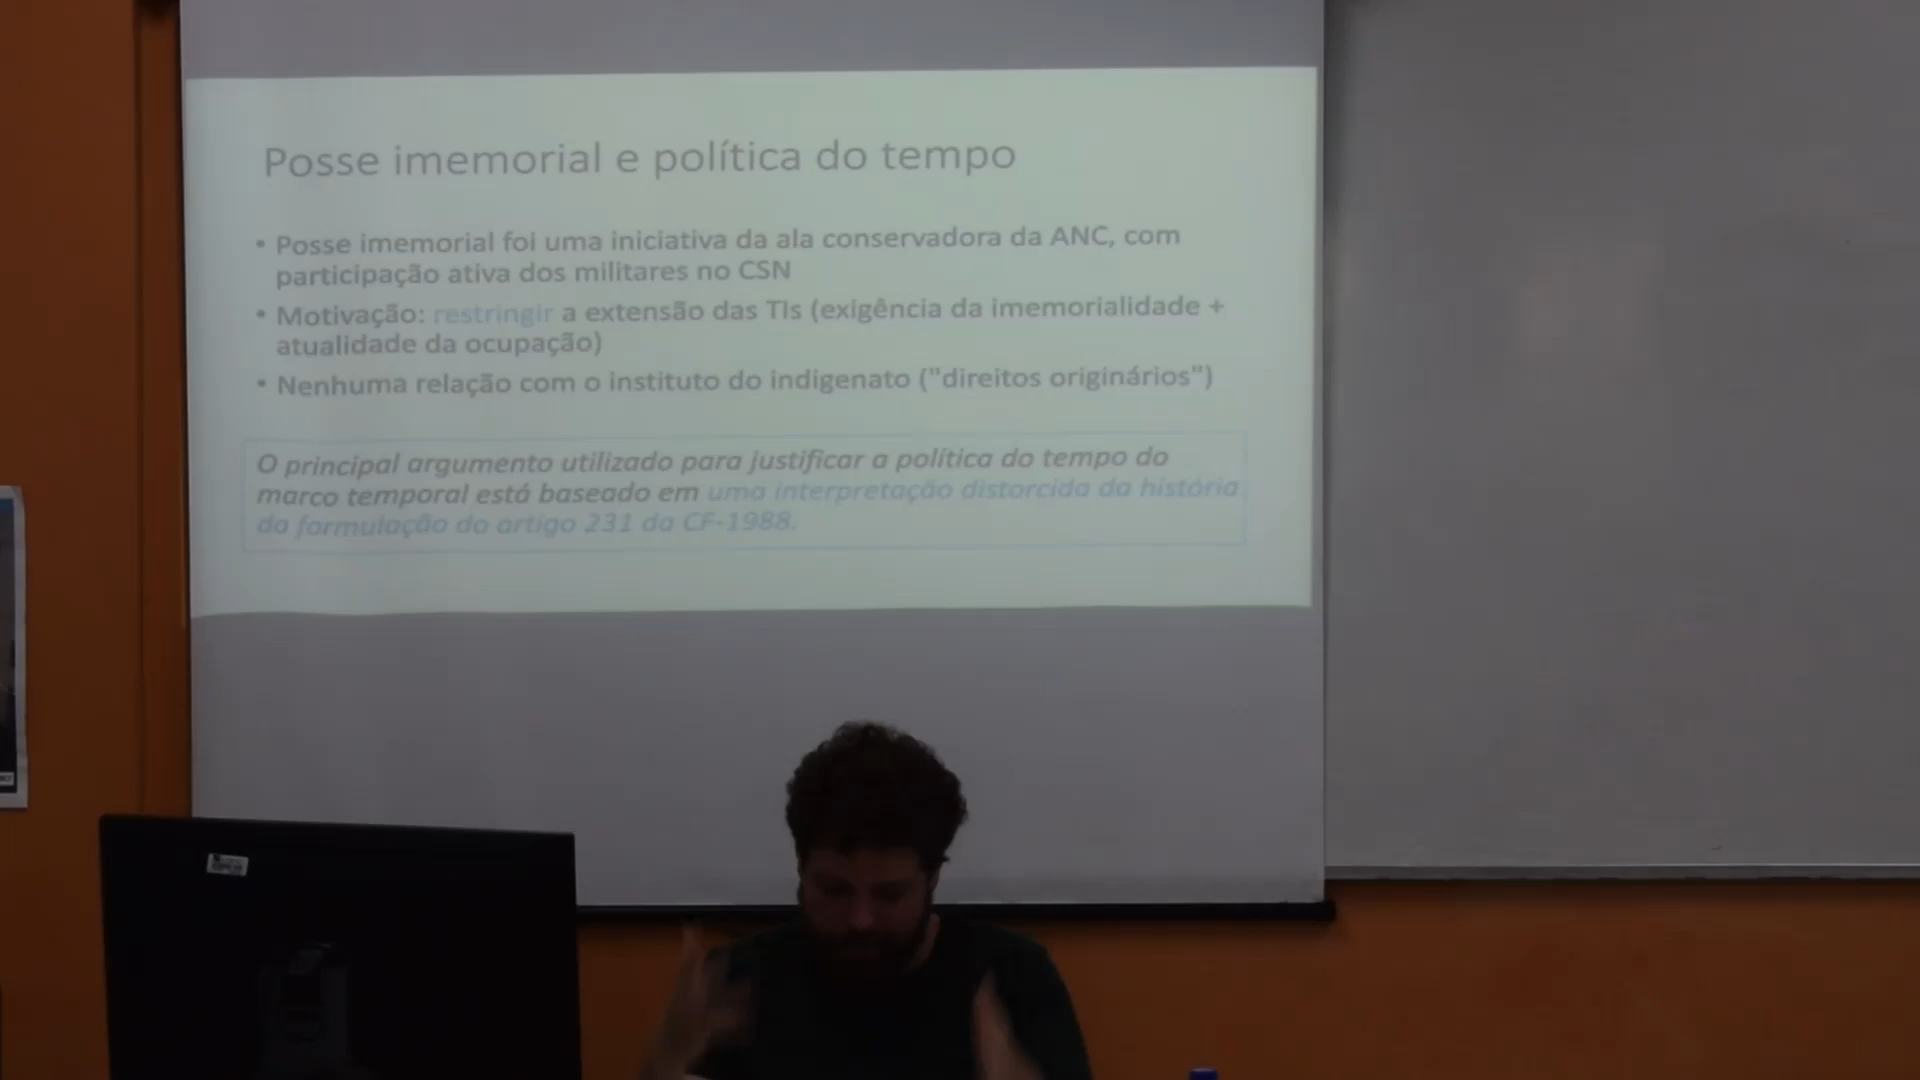 Posse imemorial e política do tempo
• Posse imemorial foi uma iniciativa da ala conservadora da ANC, com
participação ativa dos militares no CSN
• Motivação: restringir a extensão das TIs (exigência da imemorialidade +
atualidade da ocupação)
• Nenhuma relação com o instituto do indigenato ("direitos originários")
O principal argumento utilizado para justificar a política do tempo do
marco temporal está baseado em uma interpretação distorcida da história
da formulação do artigo 231 da CF-1988.